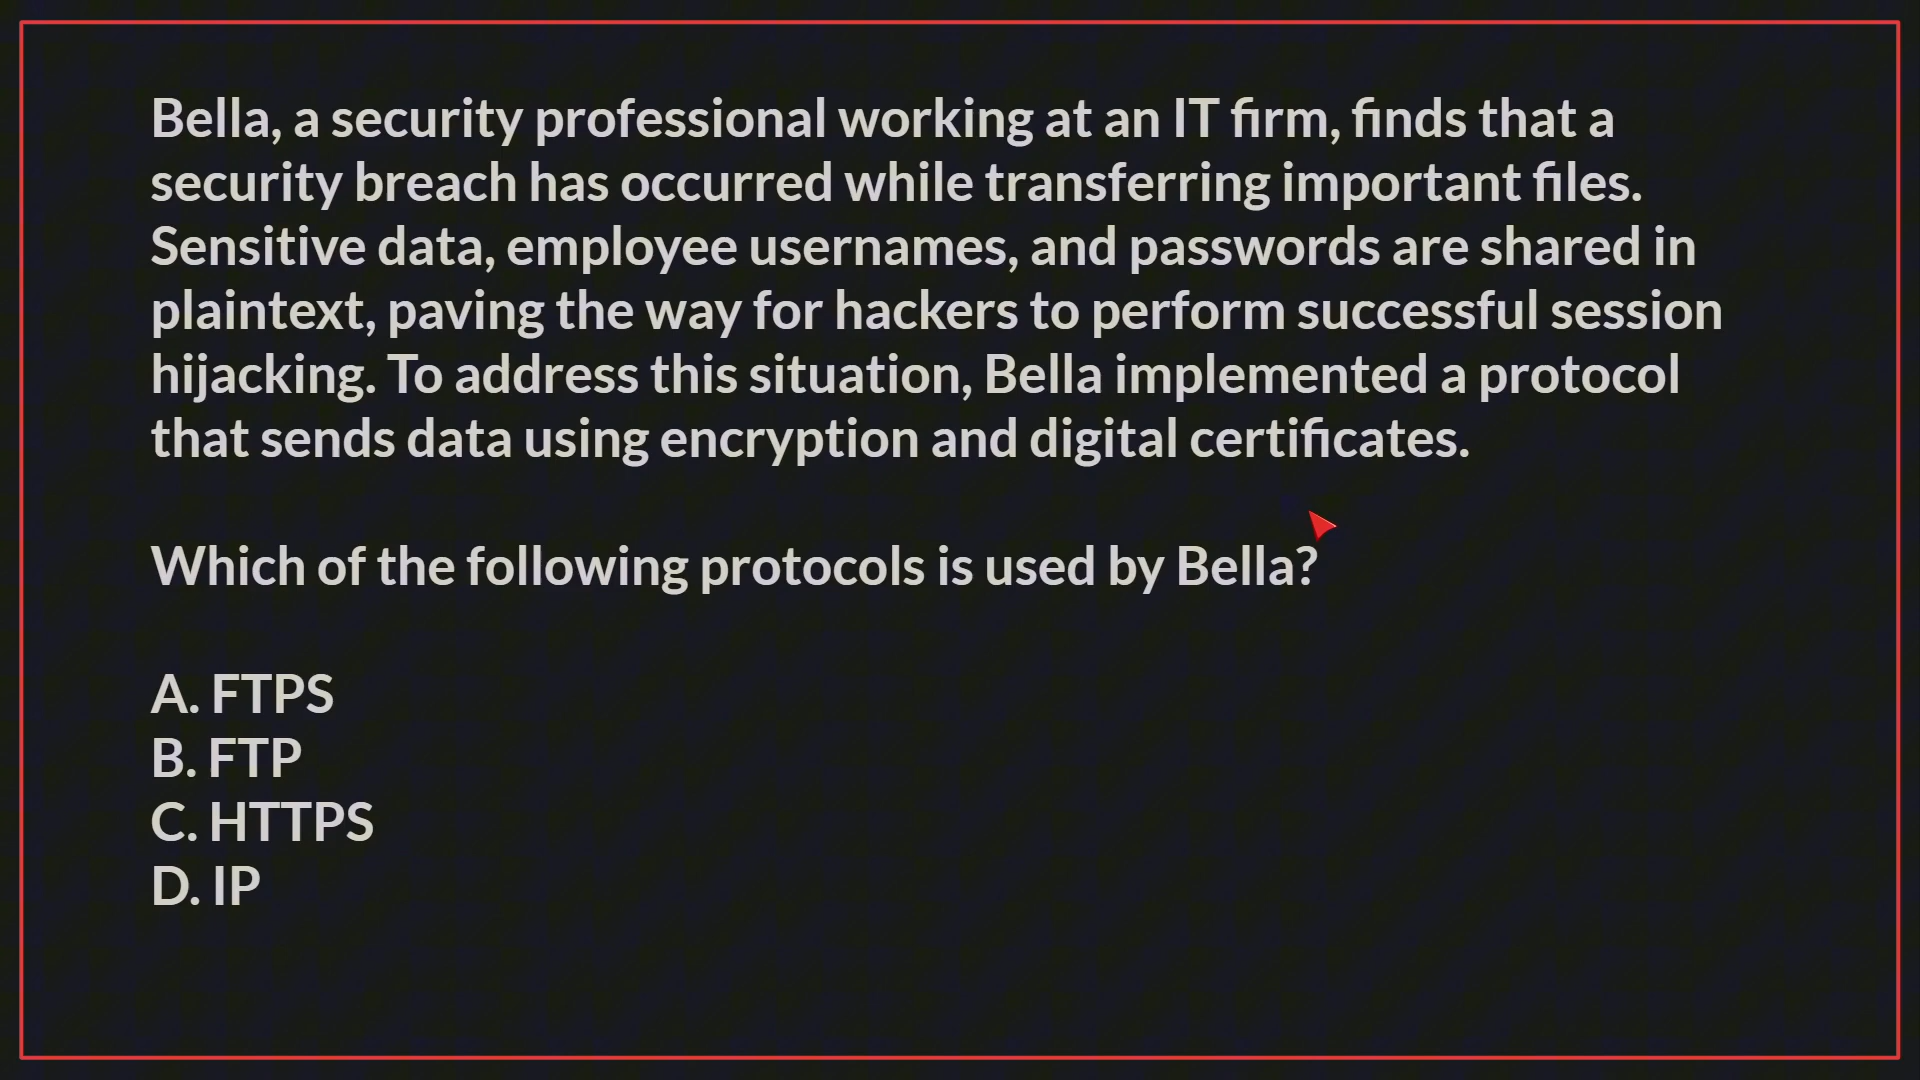 Bella, a security professional working at an IT firm, finds that a
security breach has occurred while transferring important files.
Sensitive data, employee usernames, and passwords are shared in
plaintext, paving the way for hackers to perform successful session
hijacking. To address this situation, Bella implemented a protocol
that sends data using encryption and digital certificates.
Which of the following protocols is used by Bella?
A. FTPS
B. FTP
C. HTTPS
D. IP